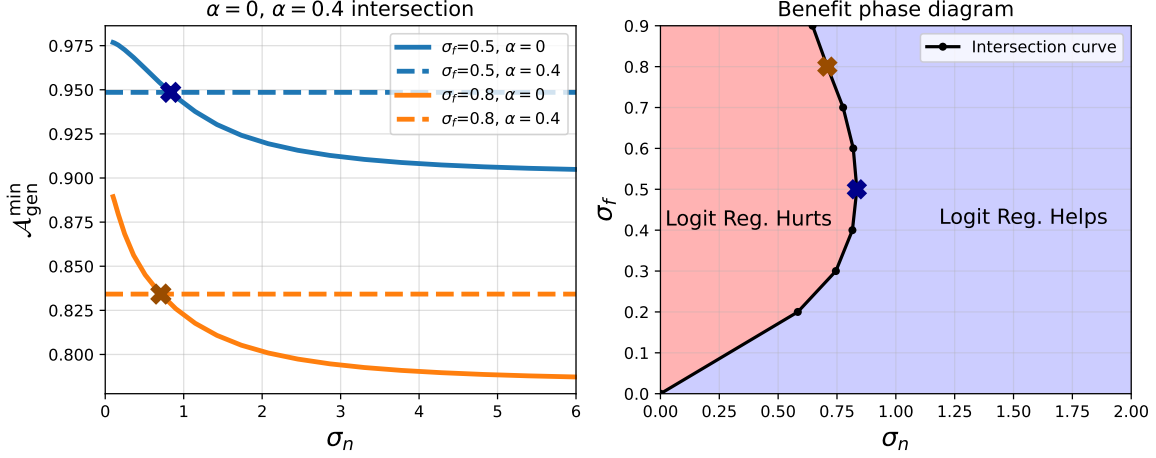 α = 0, α = 0.4 intersection
0.975
0.950
0.925
0.900
0.875
0.850
0.825
0.800
𝒜_gen^min
σ_f=0.5, α = 0
σ_f=0.5, α = 0.4
σ_f=0.8, α = 0
σ_f=0.8, α = 0.4
0 1 2 3 4 5 6
σ_n
Benefit phase diagram
0.9
0.8
0.7
0.6
0.5
0.4
0.3
0.2
0.1
0.0
σ_f
Intersection curve
Logit Reg. Hurts
Logit Reg. Helps
0.00 0.25 0.50 0.75 1.00 1.25 1.50 1.75 2.00
σ_n